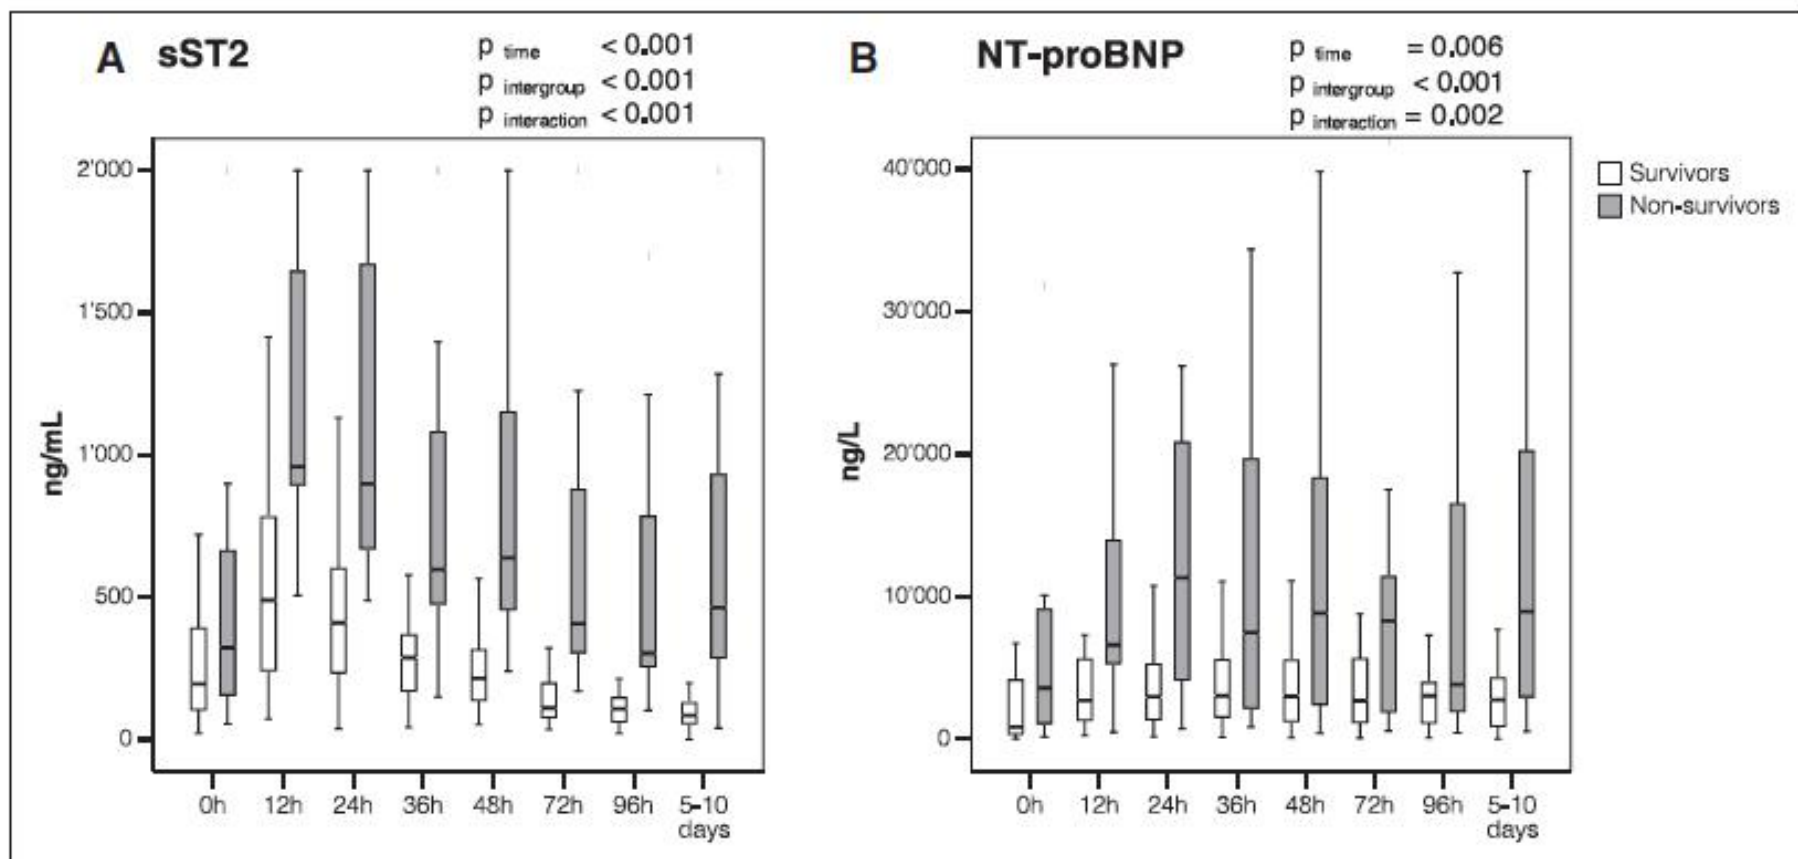 A sST2
p time < 0.001
p intergroup < 0.001
p interaction < 0.001
B NT-proBNP
p time = 0.006
p intergroup < 0.001
p interaction = 0.002
2'000
1'500
1'000
500
0
ng/mL
0h 12h 24h 36h 48h 72h 96h 5-10
days
40'000
30'000
20'000
10'000
0
ng/L
0h 12h 24h 36h 48h 72h 96h 5-10
days
Survivors
Non-survivors